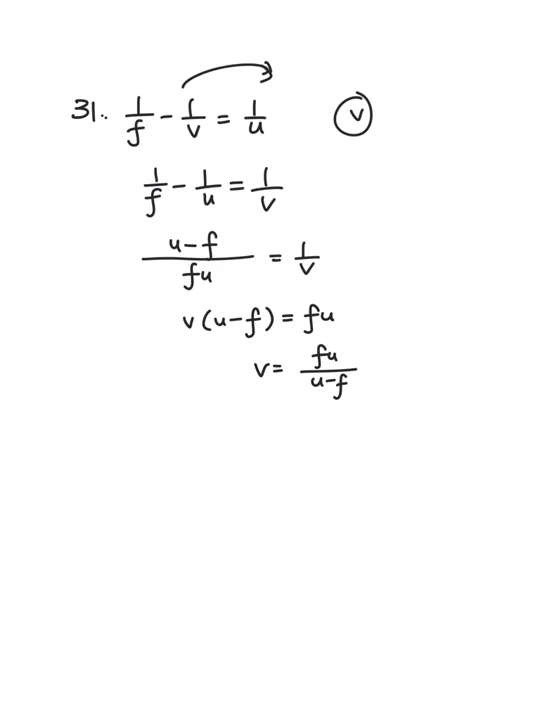 31. 1/f - 1/v = 1/u v
1/f - 1/u = 1/v
u-f/fu = 1/v
v(u-f) = fu
v = fu/u-f